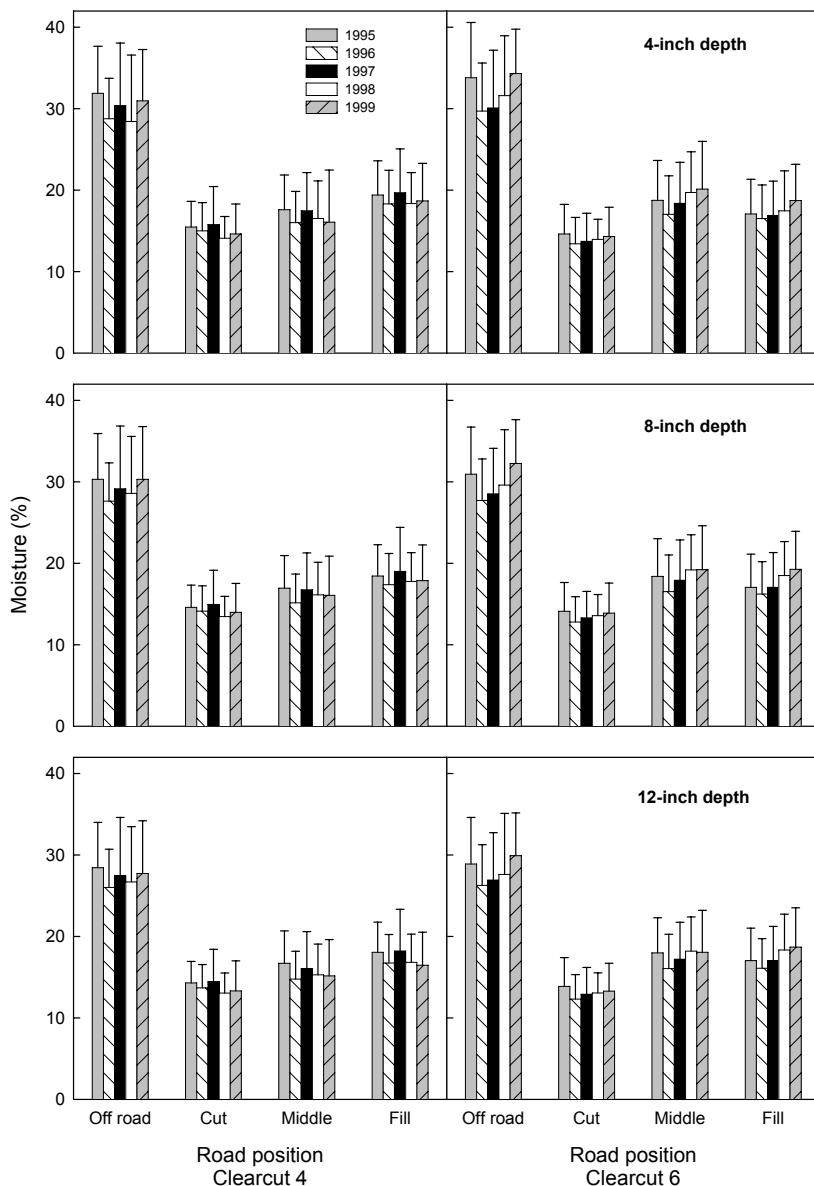 40
30
20
10
0
1995
1996
1997
1998
1999
4-inch depth
40
30
20
10
0
8-inch depth
Moisture (%)
40
30
20
10
0
12-inch depth
Off road Cut Middle Fill Off road Cut Middle Fill
Road position Road position
Clearcut 4 Clearcut 6